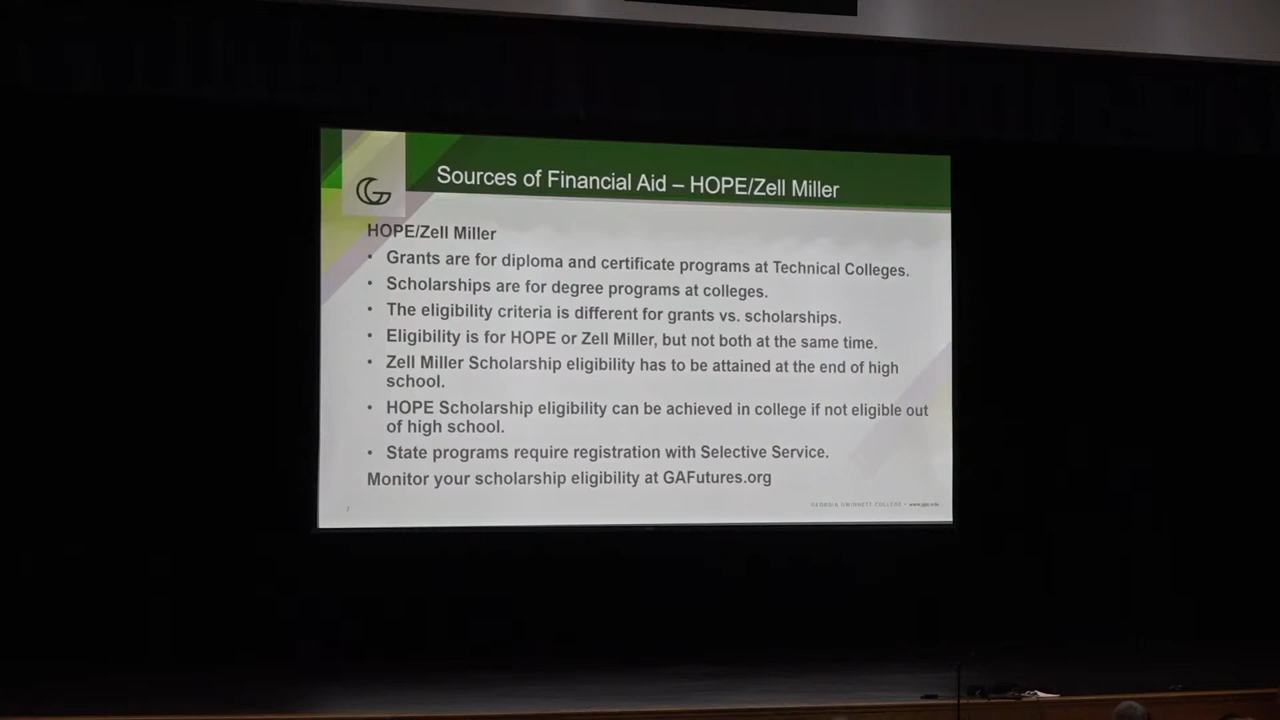 Sources of Financial Aid – HOPE/Zell Miller
HOPE/Zell Miller
• Grants are for diploma and certificate programs at Technical Colleges.
• Scholarships are for degree programs at colleges.
• The eligibility criteria is different for grants vs. scholarships.
• Eligibility is for HOPE or Zell Miller, but not both at the same time.
• Zell Miller Scholarship eligibility has to be attained at the end of high
school.
• HOPE Scholarship eligibility can be achieved in college if not eligible out
of high school.
• State programs require registration with Selective Service.
Monitor your scholarship eligibility at GAFutures.org
GEORGIA GWINNETT COLLEGE • www.ggc.edu